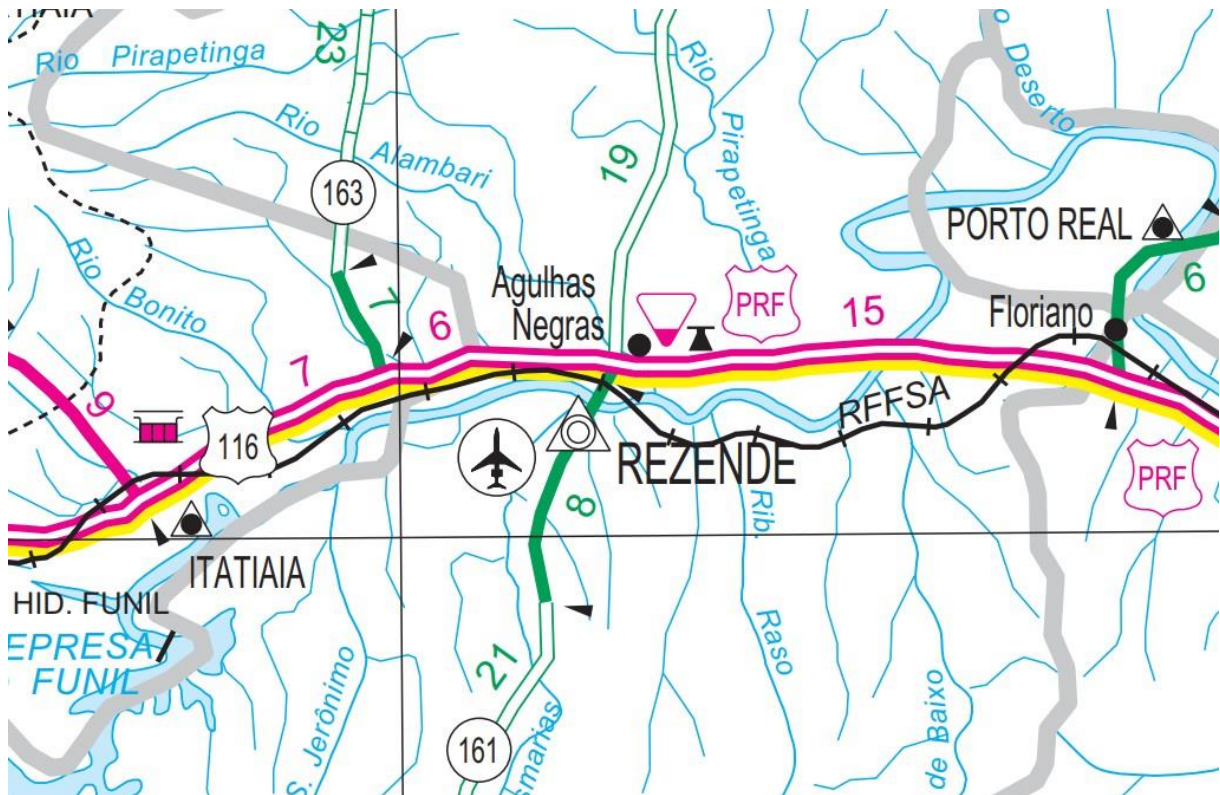 Rio Pirapetinga
23
Rio
Alambari
163
19
Rio
Pirapetinga
Deserto
PORTO REAL
6
Rio
Bonito
7
6
Agulhas
Negras
PRF
15
Floriano
7
9
116
RFFSA
REZENDE
PRF
8
Rib.
ITATIAIA
HID. FUNIL
EPRESA
FUNIL
21
Raso
S. Jerônimo
161
smarias
de Baixo